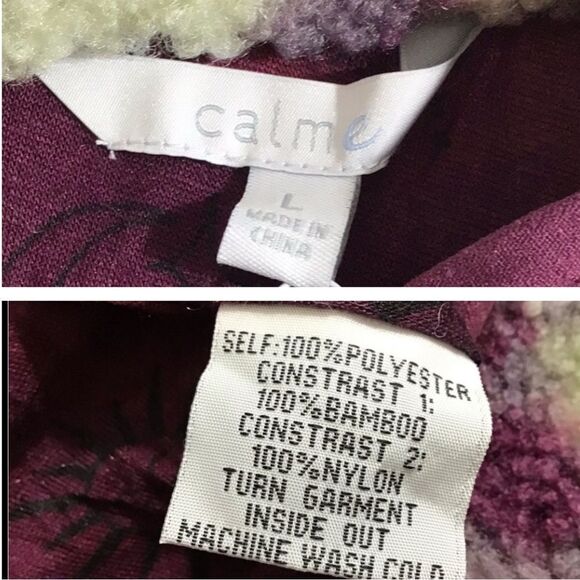 calme
L
MADE IN
CHINA
SELF:100%POLYESTER
CONSTRAST 1:
100%BAMBOO
CONSTRAST 2:
100%NYLON
TURN GARMENT
INSIDE OUT
MACHINE WASH COLD